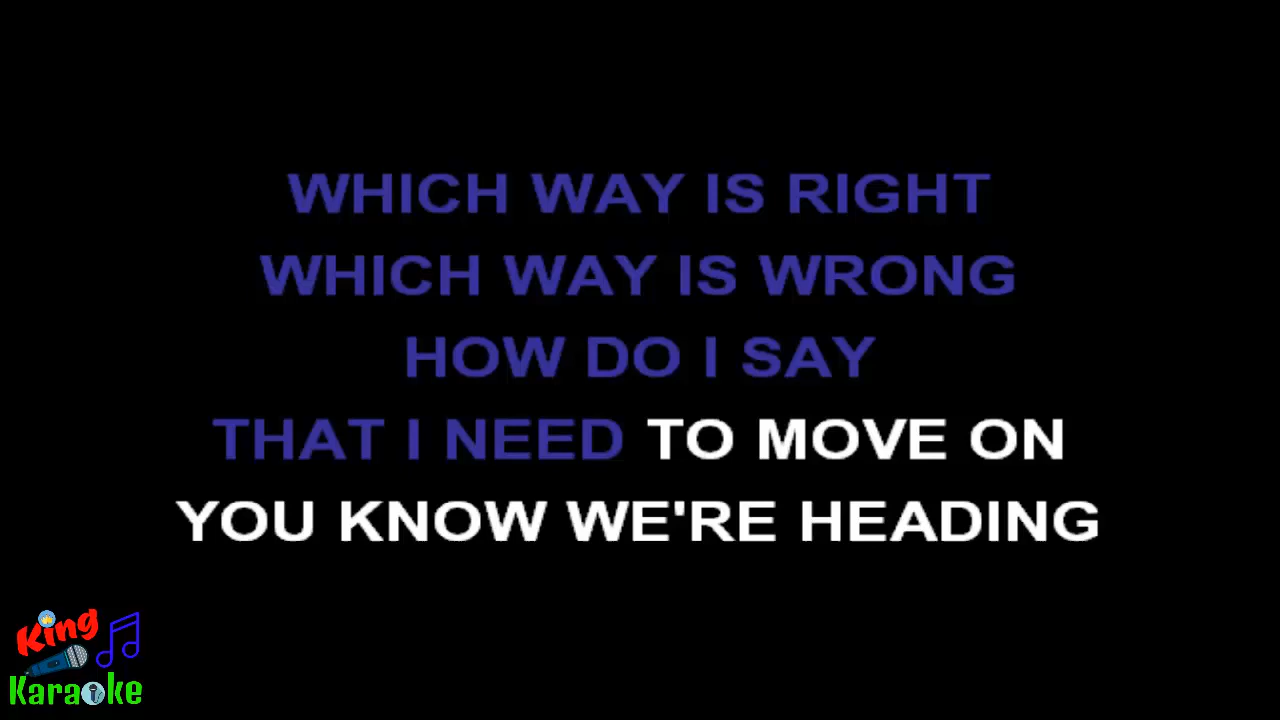 WHICH WAY IS RIGHT
WHICH WAY IS WRONG
HOW DO I SAY
THAT I NEED TO MOVE ON
YOU KNOW WE'RE HEADING
King
Karaoke